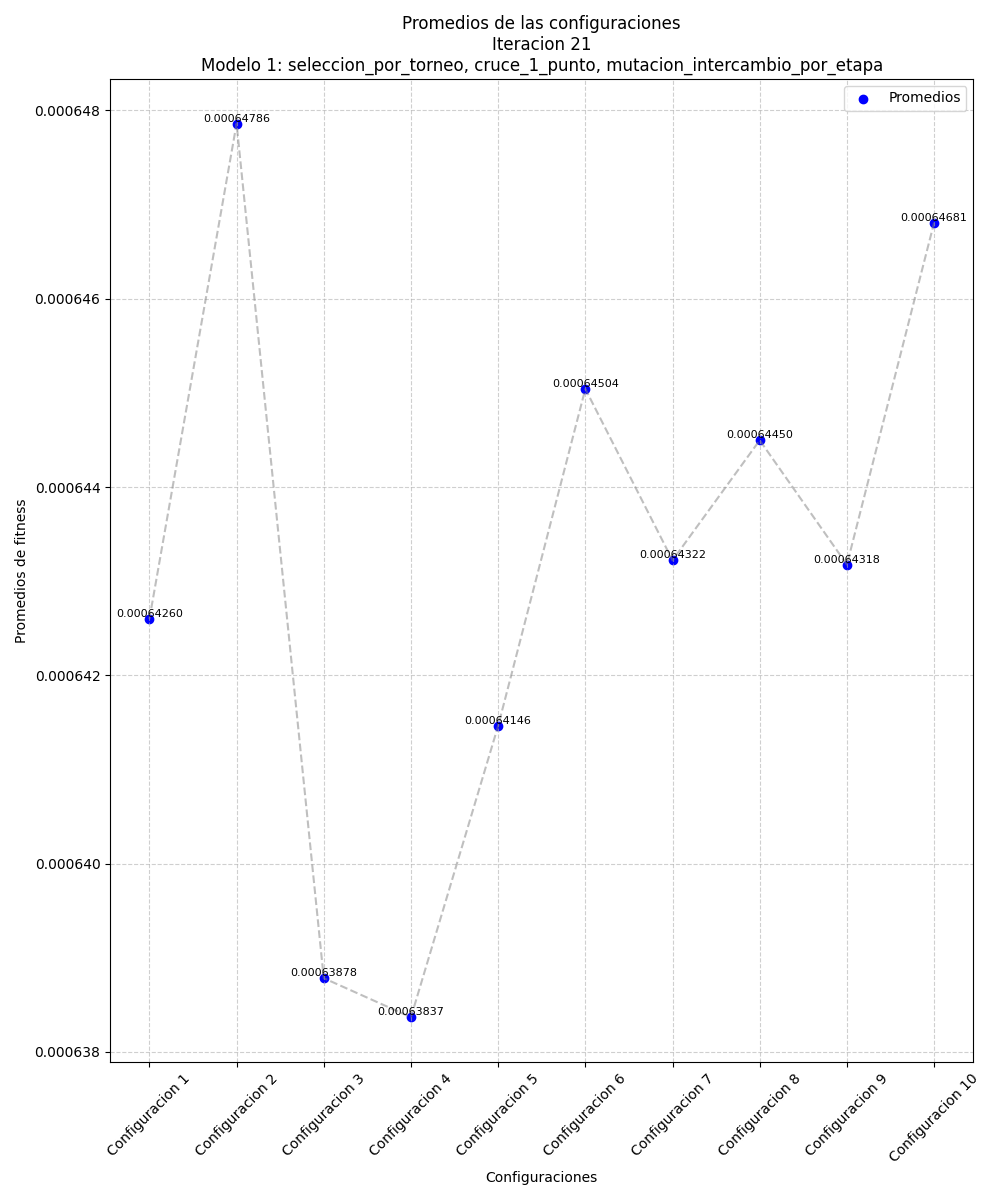 Promedios de las configuraciones
Iteracion 21
Modelo 1: seleccion_por_torneo, cruce_1_punto, mutacion_intercambio_por_etapa
Promedios
0.000648
0.000646
0.000644
0.000642
0.000640
0.000638
Promedios de fitness
0.00064260
0.00064786
0.00063878
0.00063837
0.00064146
0.00064504
0.00064322
0.00064450
0.00064318
0.00064681
Configuracion 1
Configuracion 2
Configuracion 3
Configuracion 4
Configuracion 5
Configuracion 6
Configuracion 7
Configuracion 8
Configuracion 9
Configuracion 10
Configuraciones